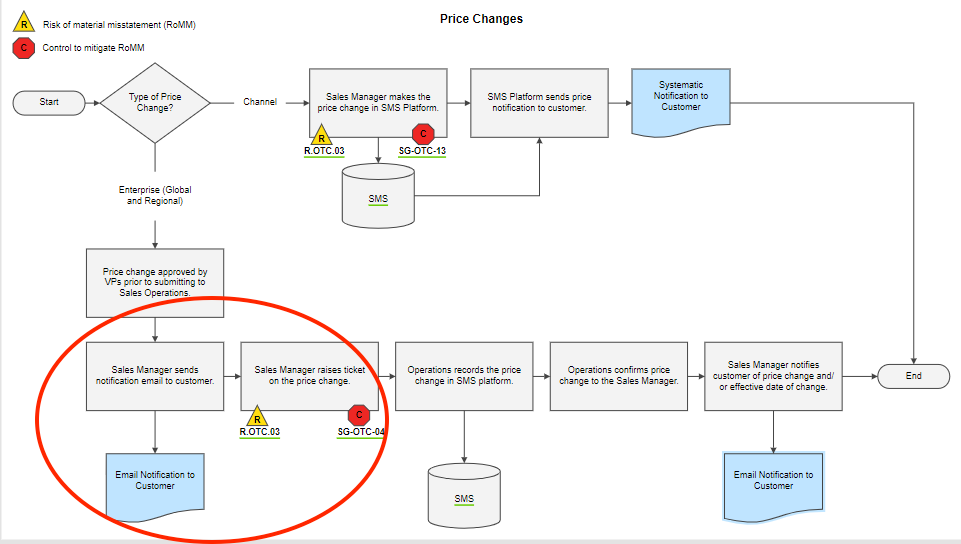 Price Changes
R
Risk of material misstatement (RoMM)
C
Control to mitigate RoMM
Start
Type of Price
Change?
Channel
Sales Manager makes the
price change in SMS Platform.
R
R.OTC.03
C
SG-OTC-13
SMS Platform sends price
notification to customer.
Systematic
Notification to
Customer
SMS
Enterprise (Global
and Regional)
Price change approved by
VPs prior to submitting to
Sales Operations.
Sales Manager sends
notification email to customer.
Sales Manager raises ticket
on the price change.
R
R.OTC.03
C
SG-OTC-04
Operations records the price
change in SMS platform.
Operations confirms price
change to the Sales Manager.
Sales Manager notifies
customer of price change and/
or effective date of change.
End
Email Notification to
Customer
SMS
Email Notification to
Customer